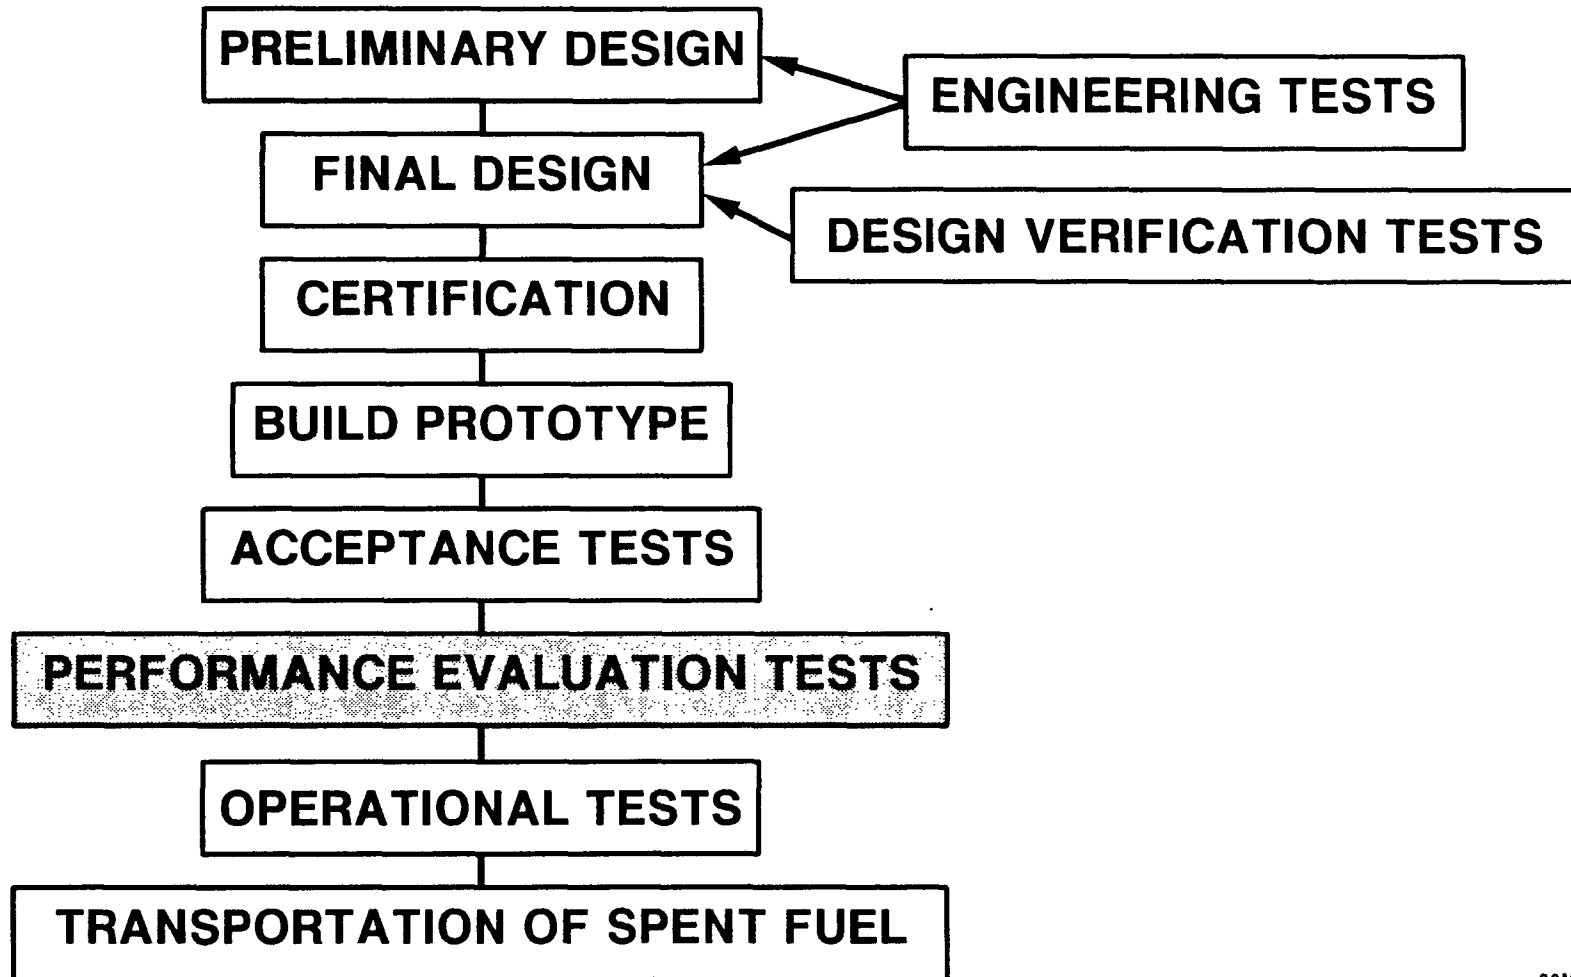 PRELIMINARY DESIGN
ENGINEERING TESTS
FINAL DESIGN
DESIGN VERIFICATION TESTS
CERTIFICATION
BUILD PROTOTYPE
ACCEPTANCE TESTS
PERFORMANCE EVALUATION TESTS
OPERATIONAL TESTS
TRANSPORTATION OF SPENT FUEL